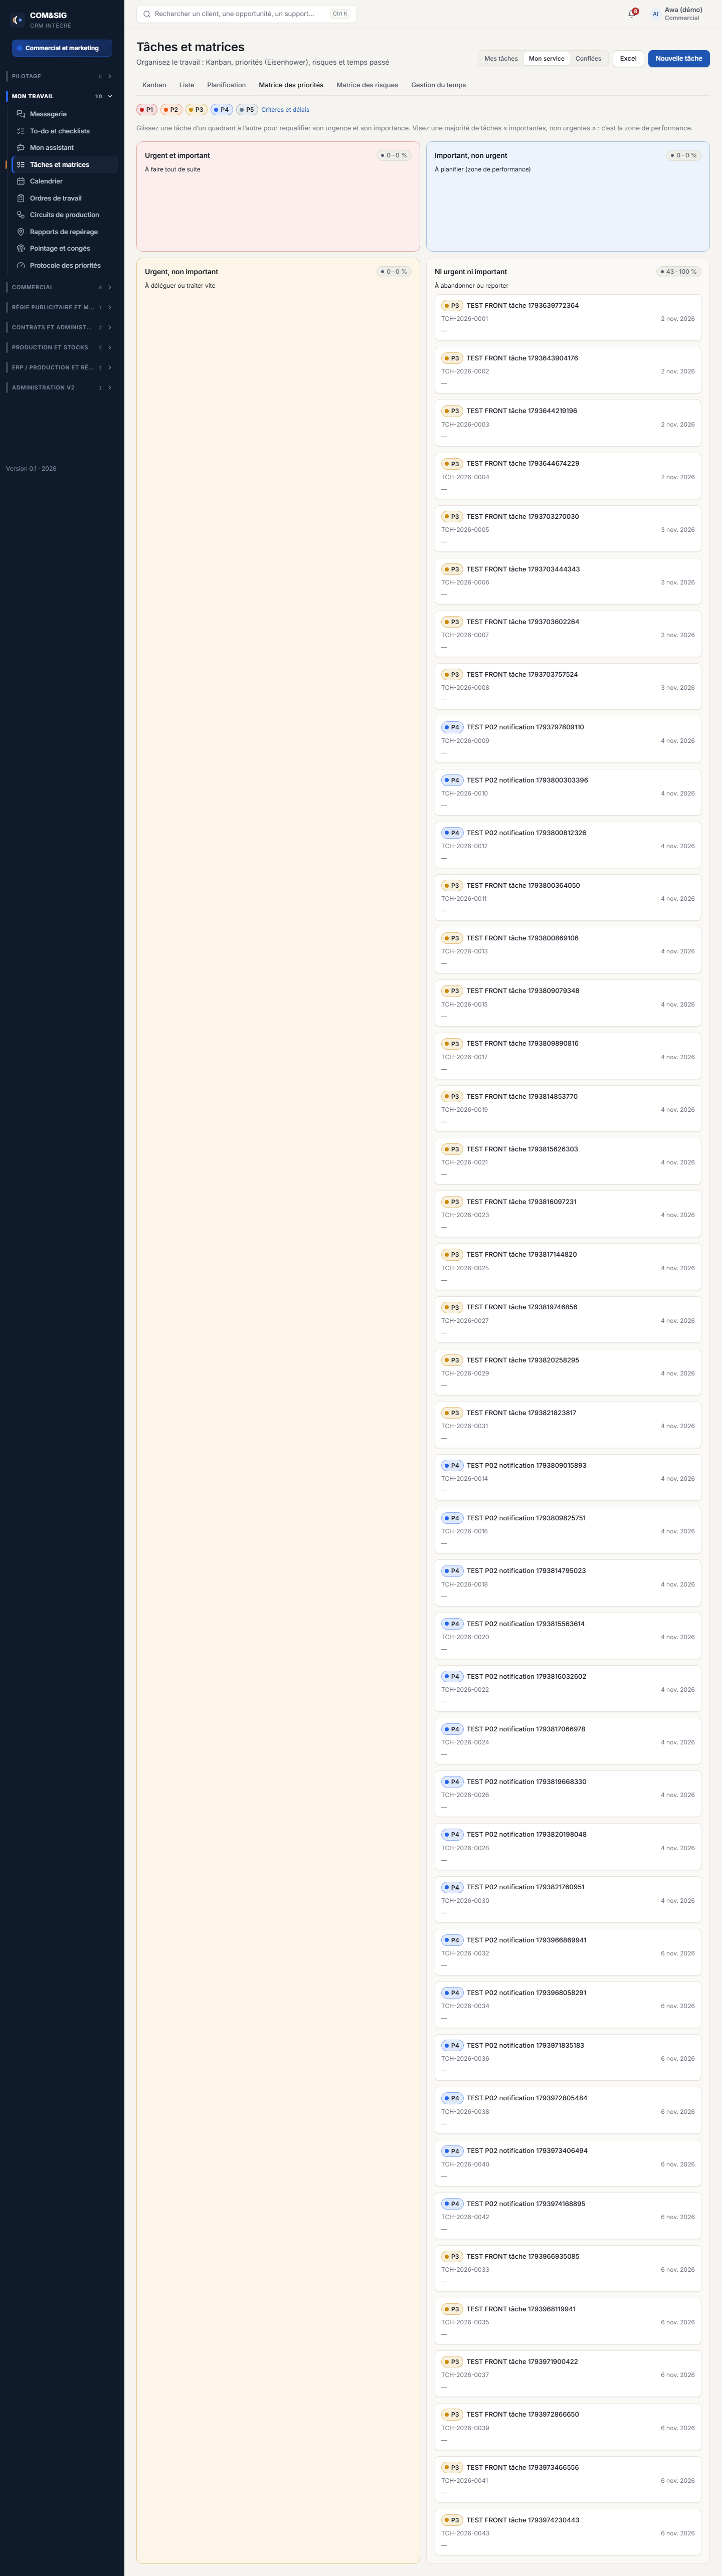 COM&SIG
CRM INTÉGRÉ
Commercial et marketing
PILOTAGE 5
MON TRAVAIL 10
Messagerie
To-do et checklists
Mon assistant
Tâches et matrices
Calendrier
Ordres de travail
Circuits de production
Rapports de repérage
Pointage et congés
Protocole des priorités
COMMERCIAL
RÉGIE PUBLICITAIRE ET M... 1
CONTRATS ET ADMINIST... 2
PRODUCTION ET STOCKS 2
ERP / PRODUCTION ET RÉ... 1
ADMINISTRATION V2 1
Version 0.1 · 2026
Rechercher un client, une opportunité, un support... Ctrl K
Awa (démo)
Commercial
Tâches et matrices
Organisez le travail : Kanban, priorités (Eisenhower), risques et temps passé
Mes tâches Mon service Confiées Excel Nouvelle tâche
Kanban Liste Planification Matrice des priorités Matrice des risques Gestion du temps
P1 P2 P3 P4 P5 Critères et délais
Glissez une tâche d'un quadrant à l'autre pour requalifier son urgence et son importance. Visez une majorité de tâches « importantes, non urgentes » : c'est la zone de performance.
Urgent et important 0 · 0 %
À faire tout de suite
Important, non urgent 0 · 0 %
À planifier (zone de performance)
Urgent, non important 0 · 0 %
À déléguer ou traiter vite
Ni urgent ni important 43 · 100 %
À abandonner ou reporter
P3 TEST FRONT tâche 1793639772364
TCH-2026-0001 2 nov. 2026
—
P3 TEST FRONT tâche 1793643904176
TCH-2026-0002 2 nov. 2026
—
P3 TEST FRONT tâche 1793644219196
TCH-2026-0003 2 nov. 2026
—
P3 TEST FRONT tâche 1793644674229
TCH-2026-0004 2 nov. 2026
—
P3 TEST FRONT tâche 1793703270030
TCH-2026-0005 3 nov. 2026
—
P3 TEST FRONT tâche 1793703444343
TCH-2026-0006 3 nov. 2026
—
P3 TEST FRONT tâche 1793703602264
TCH-2026-0007 3 nov. 2026
—
P3 TEST FRONT tâche 1793703757524
TCH-2026-0008 3 nov. 2026
—
P4 TEST P02 notification 1793797809110
TCH-2026-0009 4 nov. 2026
—
P4 TEST P02 notification 1793800303396
TCH-2026-0010 4 nov. 2026
—
P4 TEST P02 notification 1793800812326
TCH-2026-0012 4 nov. 2026
—
P3 TEST FRONT tâche 1793800364050
TCH-2026-0011 4 nov. 2026
—
P3 TEST FRONT tâche 1793800869106
TCH-2026-0013 4 nov. 2026
—
P3 TEST FRONT tâche 1793809079348
TCH-2026-0015 4 nov. 2026
—
P3 TEST FRONT tâche 1793809890816
TCH-2026-0017 4 nov. 2026
—
P3 TEST FRONT tâche 1793814853770
TCH-2026-0019 4 nov. 2026
—
P3 TEST FRONT tâche 1793815626303
TCH-2026-0021 4 nov. 2026
—
P3 TEST FRONT tâche 1793816097231
TCH-2026-0023 4 nov. 2026
—
P3 TEST FRONT tâche 1793817144820
TCH-2026-0025 4 nov. 2026
—
P3 TEST FRONT tâche 1793819746856
TCH-2026-0027 4 nov. 2026
—
P3 TEST FRONT tâche 1793820258295
TCH-2026-0029 4 nov. 2026
—
P3 TEST FRONT tâche 1793821823817
TCH-2026-0031 4 nov. 2026
—
P4 TEST P02 notification 1793809015893
TCH-2026-0014 4 nov. 2026
—
P4 TEST P02 notification 1793809825751
TCH-2026-0016 4 nov. 2026
—
P4 TEST P02 notification 1793814795023
TCH-2026-0018 4 nov. 2026
—
P4 TEST P02 notification 1793815563614
TCH-2026-0020 4 nov. 2026
—
P4 TEST P02 notification 1793816032602
TCH-2026-0022 4 nov. 2026
—
P4 TEST P02 notification 1793817066978
TCH-2026-0024 4 nov. 2026
—
P4 TEST P02 notification 1793819668330
TCH-2026-0026 4 nov. 2026
—
P4 TEST P02 notification 1793820198048
TCH-2026-0028 4 nov. 2026
—
P4 TEST P02 notification 1793821760951
TCH-2026-0030 4 nov. 2026
—
P4 TEST P02 notification 1793966869941
TCH-2026-0032 6 nov. 2026
—
P4 TEST P02 notification 1793968058291
TCH-2026-0034 6 nov. 2026
—
P4 TEST P02 notification 1793971835183
TCH-2026-0036 6 nov. 2026
—
P4 TEST P02 notification 1793972805484
TCH-2026-0038 6 nov. 2026
—
P4 TEST P02 notification 1793973406494
TCH-2026-0040 6 nov. 2026
—
P4 TEST P02 notification 1793974168895
TCH-2026-0042 6 nov. 2026
—
P3 TEST FRONT tâche 1793966935085
TCH-2026-0033 6 nov. 2026
—
P3 TEST FRONT tâche 1793968119941
TCH-2026-0035 6 nov. 2026
—
P3 TEST FRONT tâche 1793971900422
TCH-2026-0037 6 nov. 2026
—
P3 TEST FRONT tâche 1793972866650
TCH-2026-0039 6 nov. 2026
—
P3 TEST FRONT tâche 1793973466556
TCH-2026-0041 6 nov. 2026
—
P3 TEST FRONT tâche 1793974230443
TCH-2026-0043 6 nov. 2026
—